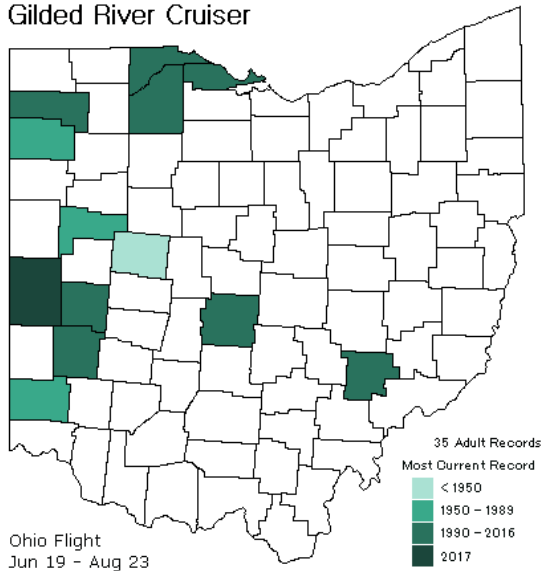 Gilded River Cruiser
35 Adult Records
Most Current Record
< 1950
1950 - 1989
1990 - 2016
2017
Ohio Flight
Jun 19 - Aug 23